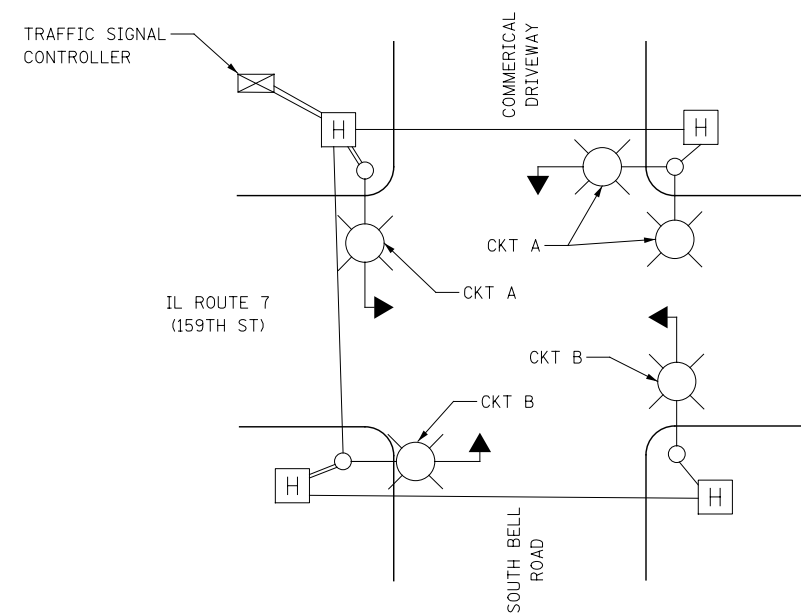 TRAFFIC SIGNAL
CONTROLLER
COMMERICAL
DRIVEWAY
H
H
CKT A
CKT A
IL ROUTE 7
(159TH ST)
CKT B
CKT B
H
H
SOUTH BELL
ROAD